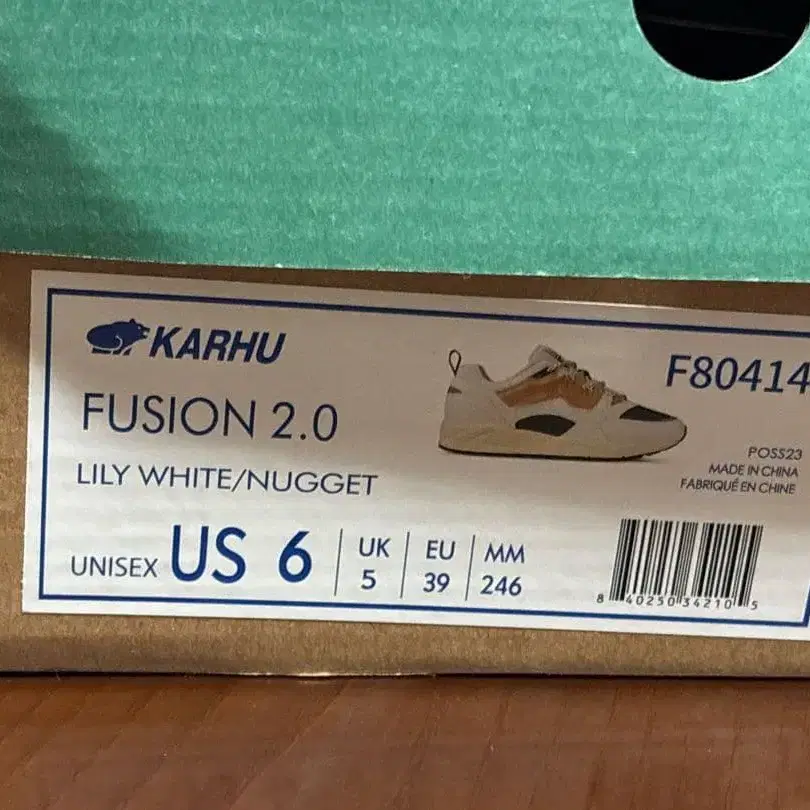 KARHU
F80414
FUSION 2.0
LILY WHITE/NUGGET
POSS23
MADE IN CHINA
FABRIQUÉ EN CHINE
UNISEX US 6
UK 5
EU 39
MM 246
8 40250 34210 5